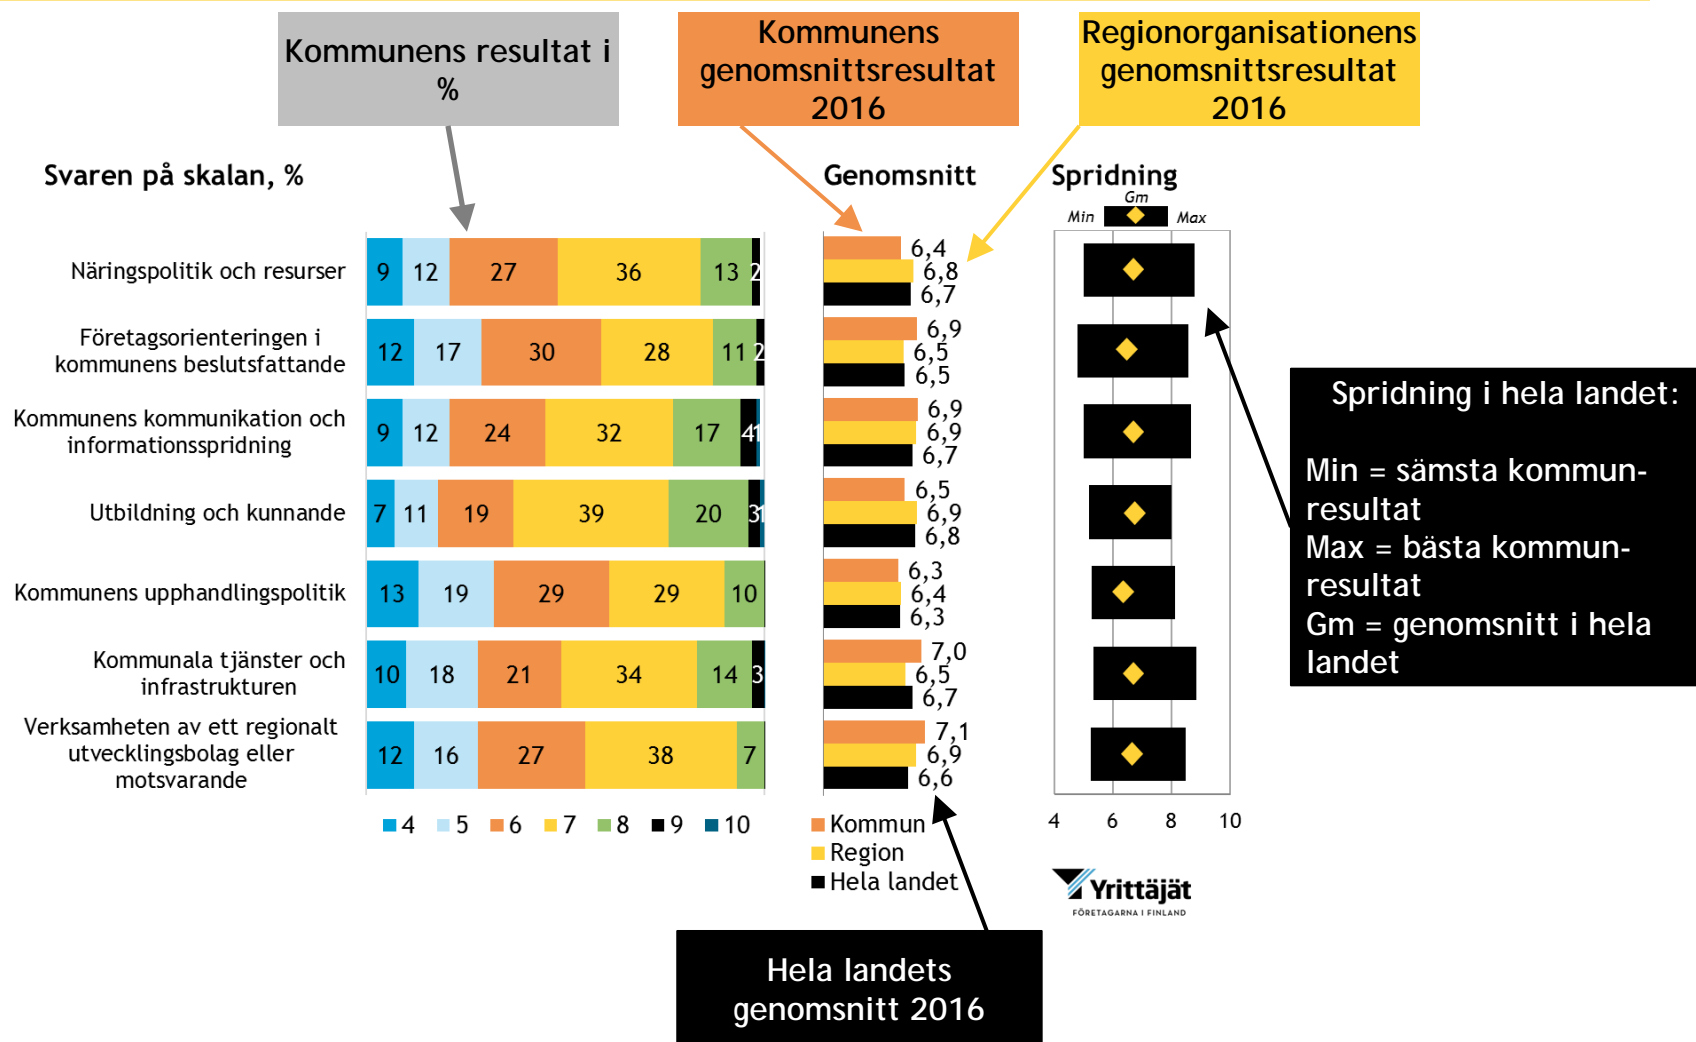 Kommunens resultat i
%
Kommunens
genomsnittsresultat
2016
Regionorganisationens
genomsnittsresultat
2016
Svaren på skalan, %
Genomsnitt
Spridning
Gm
Min
Max
Näringspolitik och resurser
9 12 27 36 13 2
6,4
6,8
6,7
Företagsorienteringen i
kommunens beslutsfattande
12 17 30 28 11 2
6,9
6,5
6,5
Kommunens kommunikation och
informationsspridning
9 12 24 32 17 4 1
6,9
6,9
6,7
Utbildning och kunnande
7 11 19 39 20 3 1
6,5
6,9
6,8
Kommunens upphandlingspolitik
13 19 29 29 10
6,3
6,4
6,3
Kommunala tjänster och
infrastrukturen
10 18 21 34 14 3
7,0
6,5
6,7
Verksamheten av ett regionalt
utvecklingsbolag eller
motsvarande
12 16 27 38 7
7,1
6,9
6,6
4 5 6 7 8 9 10
Kommun
Region
Hela landet
4 6 8 10
Spridning i hela landet:
Min = sämsta kommun-
resultat
Max = bästa kommun-
resultat
Gm = genomsnitt i hela
landet
Yrittäjät
FÖRETAGARNA I FINLAND
Hela landets
genomsnitt 2016